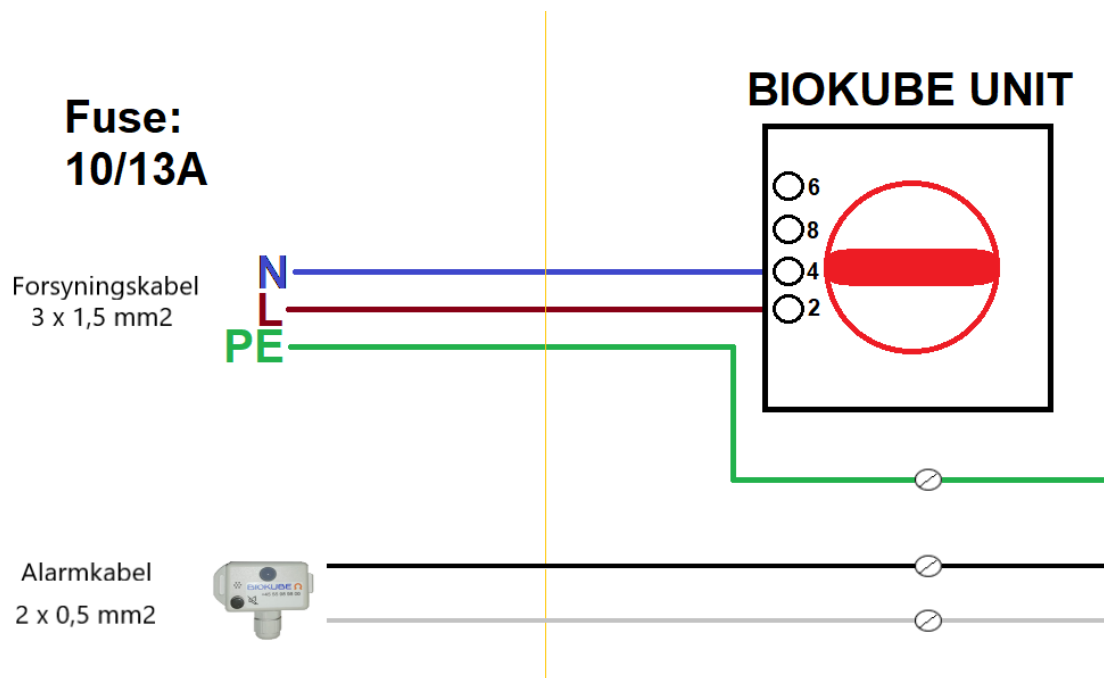 BIOKUBE UNIT
Fuse:
10/13A
6
8
N
4
Forsyningskabel
3 x 1,5 mm2
L
2
PE
Alarmkabel
2 x 0,5 mm2
BIOKUBE